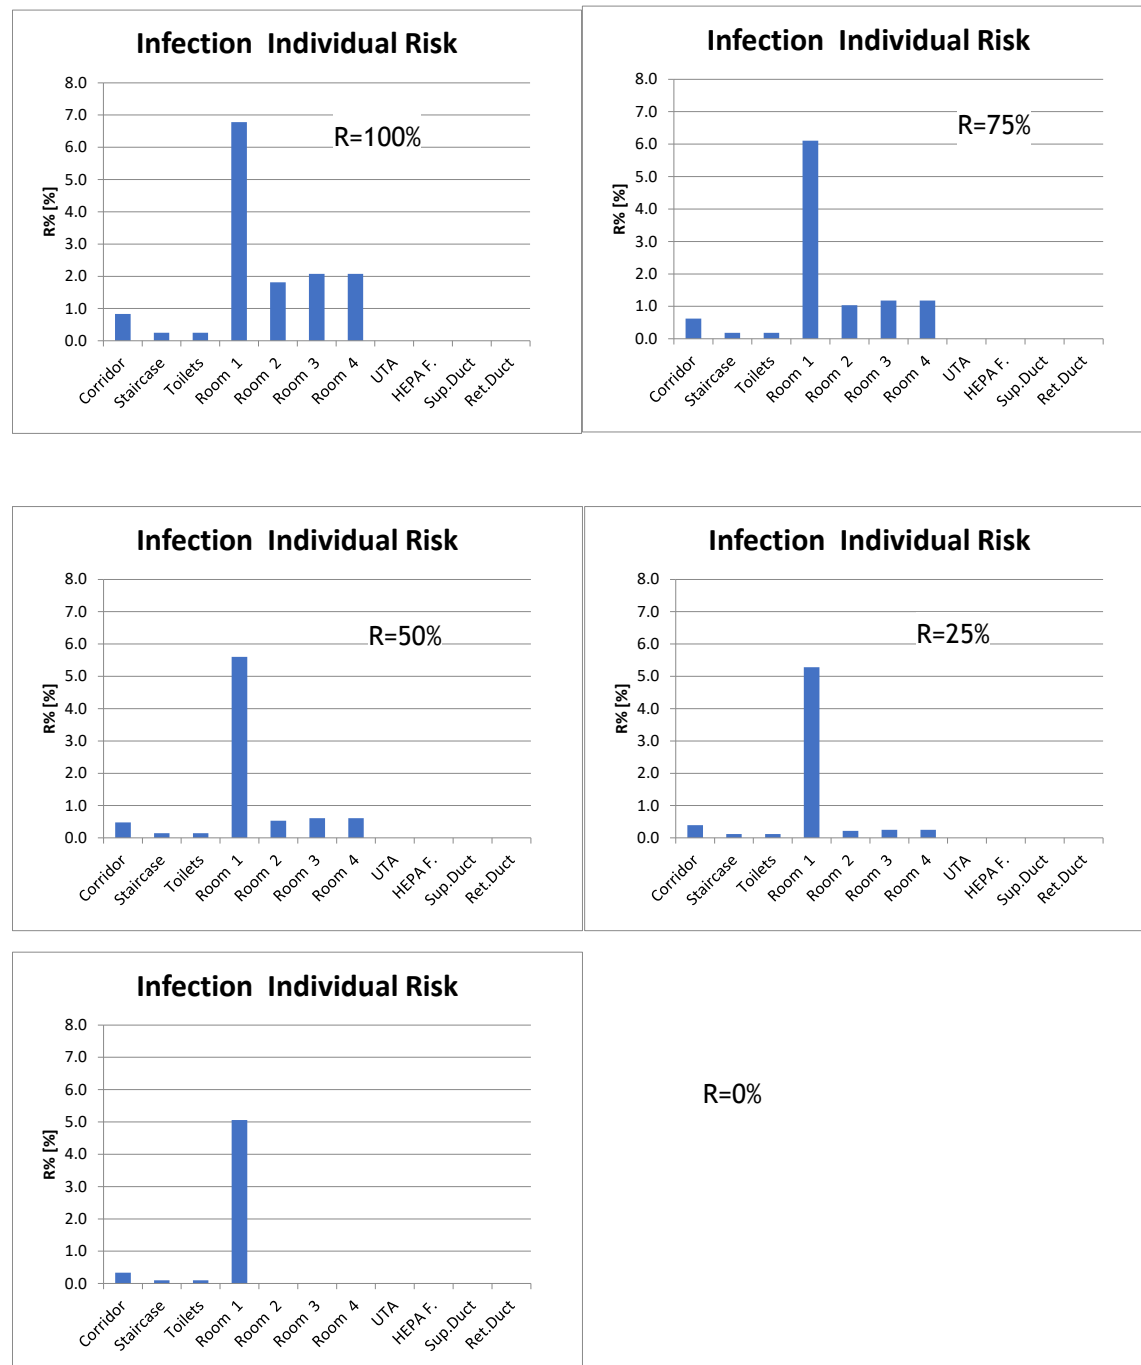 Infection  Individual Risk
R=100%
8.0
7.0
6.0
5.0
4.0
3.0
2.0
1.0
0.0
R% [%]
Corridor
Staircase
Toilets
Room 1
Room 2
Room 3
Room 4
UTA
HEPA F.
Sup.Duct
Ret.Duct
Infection  Individual Risk
R=75%
8.0
7.0
6.0
5.0
4.0
3.0
2.0
1.0
0.0
R% [%]
Corridor
Staircase
Toilets
Room 1
Room 2
Room 3
Room 4
UTA
HEPA F.
Sup.Duct
Ret.Duct
Infection  Individual Risk
R=50%
8.0
7.0
6.0
5.0
4.0
3.0
2.0
1.0
0.0
R% [%]
Corridor
Staircase
Toilets
Room 1
Room 2
Room 3
Room 4
UTA
HEPA F.
Sup.Duct
Ret.Duct
Infection  Individual Risk
R=25%
8.0
7.0
6.0
5.0
4.0
3.0
2.0
1.0
0.0
R% [%]
Corridor
Staircase
Toilets
Room 1
Room 2
Room 3
Room 4
UTA
HEPA F.
Sup.Duct
Ret.Duct
Infection  Individual Risk
8.0
7.0
6.0
5.0
4.0
3.0
2.0
1.0
0.0
R% [%]
Corridor
Staircase
Toilets
Room 1
Room 2
Room 3
Room 4
UTA
HEPA F.
Sup.Duct
Ret.Duct
R=0%